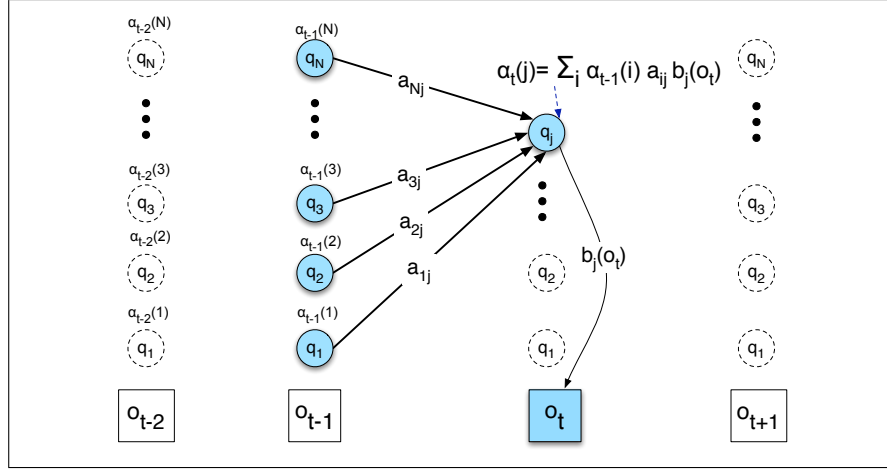 αt-2(N) αt-1(N)
qN qN αt(j)= Σi αt-1(i) aij bj(ot) qN
aNj
qj
αt-2(3) αt-1(3)
a3j
q3 q3 q3
a2j
αt-2(2) αt-1(2)
bj(ot)
q2 q2 a1j q2 q2
αt-2(1) αt-1(1)
q1 q1 q1 q1
ot-2 ot-1 ot ot+1